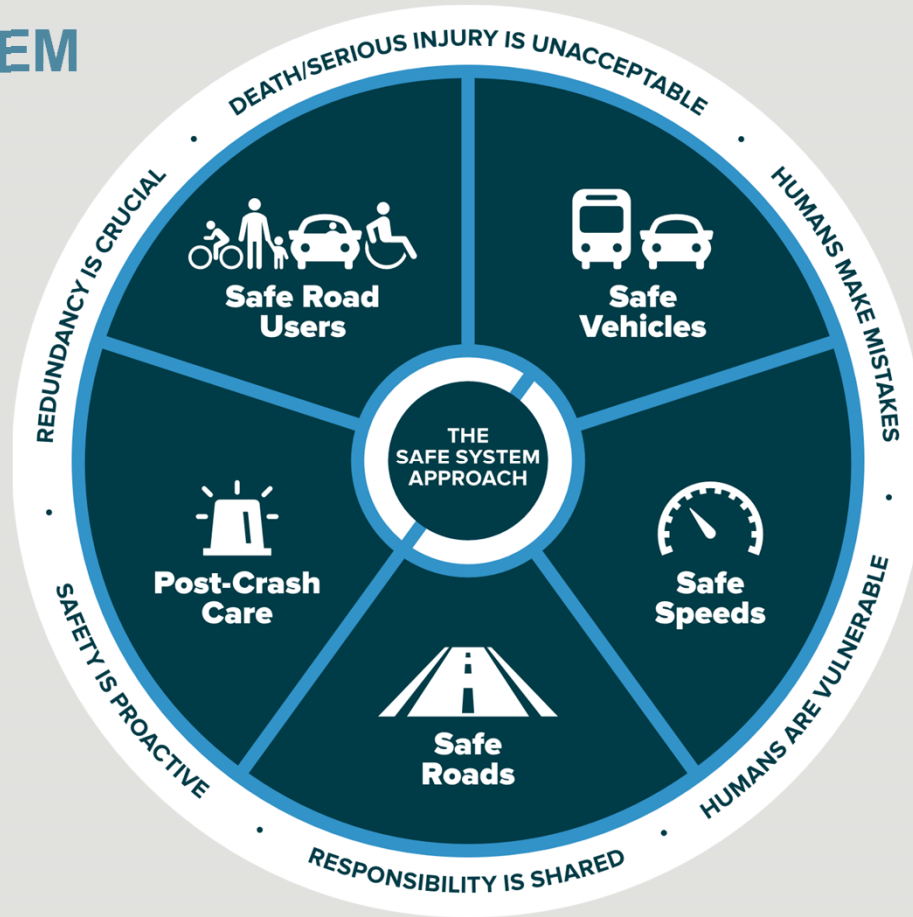 EM
DEATH/SERIOUS INJURY IS UNACCEPTABLE
HUMANS MAKE MISTAKES
HUMANS ARE VULNERABLE
RESPONSIBILITY IS SHARED
SAFETY IS PROACTIVE
REDUNDANCY IS CRUCIAL
Safe Road
Users
Safe
Vehicles
THE
SAFE SYSTEM
APPROACH
Post-Crash
Care
Safe
Speeds
Safe
Roads